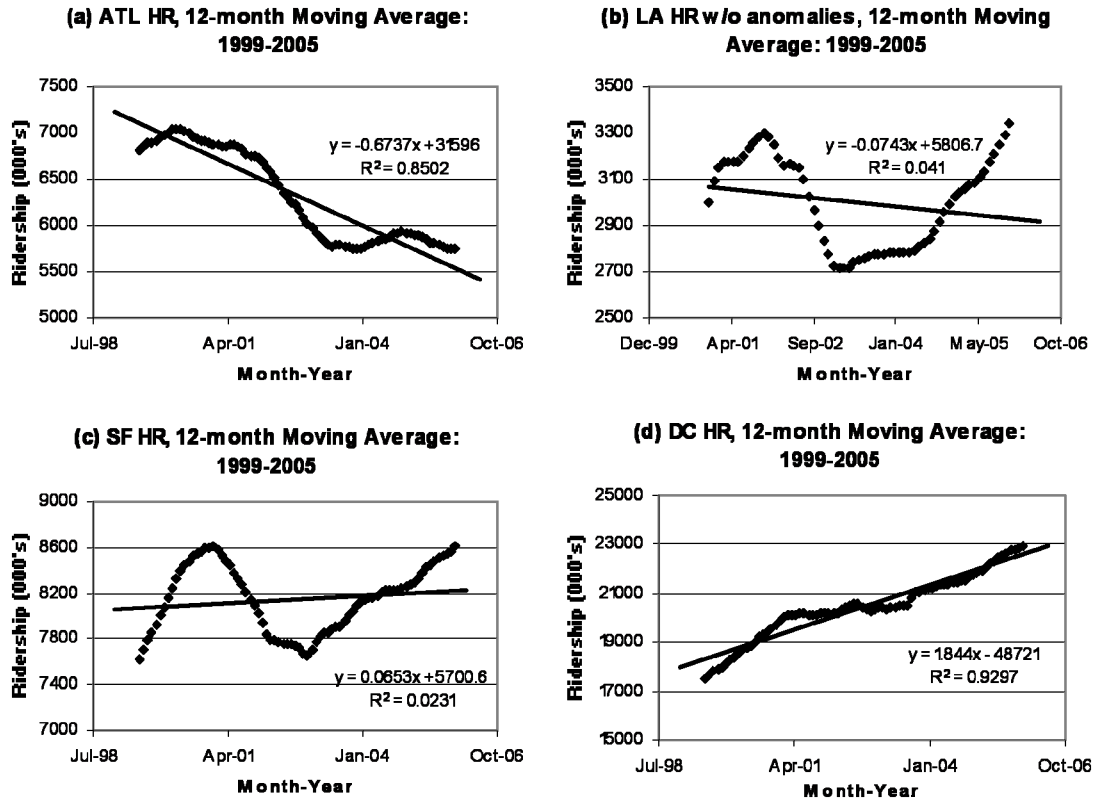 (a) ATL HR, 12-month Moving Average:
1999-2005
7500
7000
6500
6000
5500
5000
Ridership (000's)
y = -0.6737x + 31596
R² = 0.8502
Jul-98 Apr-01 Jan-04 Oct-06
Month-Year
(b) LA HR w/o anomalies, 12-month Moving
Average: 1999-2005
3500
3300
3100
2900
2700
2500
Ridership (000's)
y = -0.0743x + 5806.7
R² = 0.041
Dec-99 Apr-01 Sep-02 Jan-04 May-05 Oct-06
Month-Year
(c) SF HR, 12-month Moving Average:
1999-2005
9000
8600
8200
7800
7400
7000
Ridership (000's)
y = 0.0653x + 5700.6
R² = 0.0231
Jul-98 Apr-01 Jan-04 Oct-06
Month-Year
(d) DC HR, 12-month Moving Average:
1999-2005
25000
23000
21000
19000
17000
15000
Ridership (000's)
y = 1.844x - 48721
R² = 0.9297
Jul-98 Apr-01 Jan-04 Oct-06
Month-Year